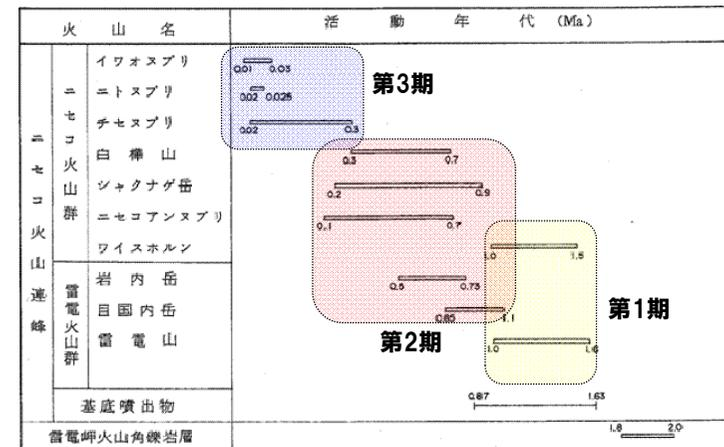 火山名 活動年代 (Ma)
ニセコ火山連峰
ニセコ火山群
イワオヌプリ 0.01 0.03
ニトヌプリ 0.02 0.025
チセヌプリ 0.02 0.3
白樺山 0.3 0.7
シャクナゲ岳 0.2 0.9
ニセコアンヌプリ 0.1 0.7
ワイスホルン 1.0 1.5
雷電火山群
岩内岳 0.5 0.73
目国内岳 0.65 1.1
雷電山 1.0 1.6
基底噴出物 0.87 1.63
雷電岬火山角礫岩層 1.8 2.0
第3期
第2期
第1期